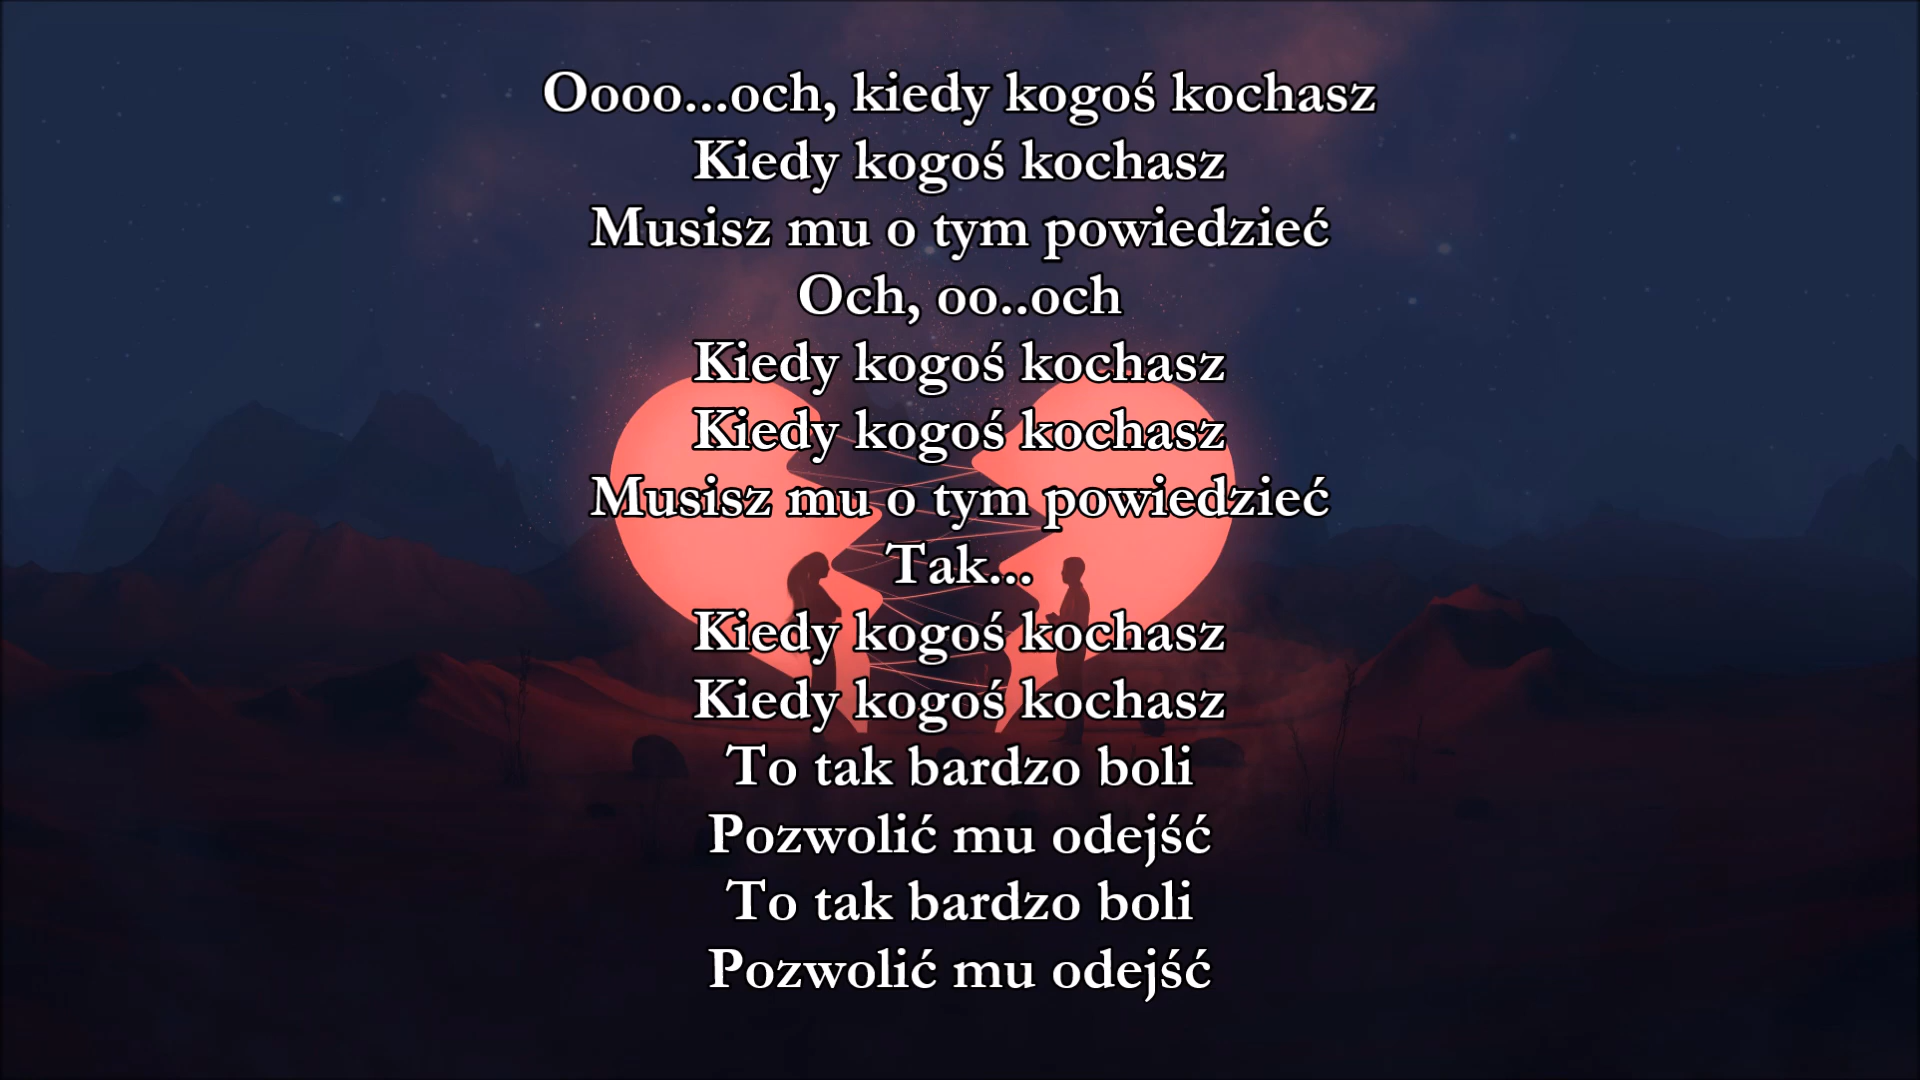 Oooo...och, kiedy kogoś kochasz
Kiedy kogoś kochasz
Musisz mu o tym powiedzieć
Och, oo..och
Kiedy kogoś kochasz
Kiedy kogoś kochasz
Musisz mu o tym powiedzieć
Tak...
Kiedy kogoś kochasz
Kiedy kogoś kochasz
To tak bardzo boli
Pozwolić mu odejść
To tak bardzo boli
Pozwolić mu odejść